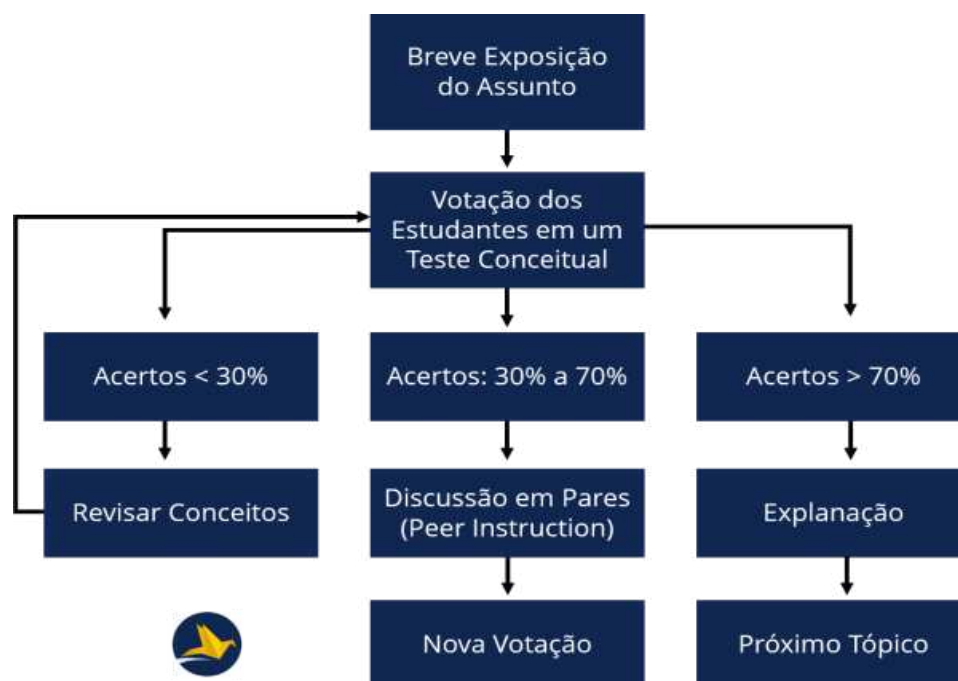 Breve Exposição
do Assunto
Votação dos
Estudantes em um
Teste Conceitual
Acertos < 30%
Acertos: 30% a 70%
Acertos > 70%
Revisar Conceitos
Discussão em Pares
(Peer Instruction)
Explanação
Nova Votação
Próximo Tópico